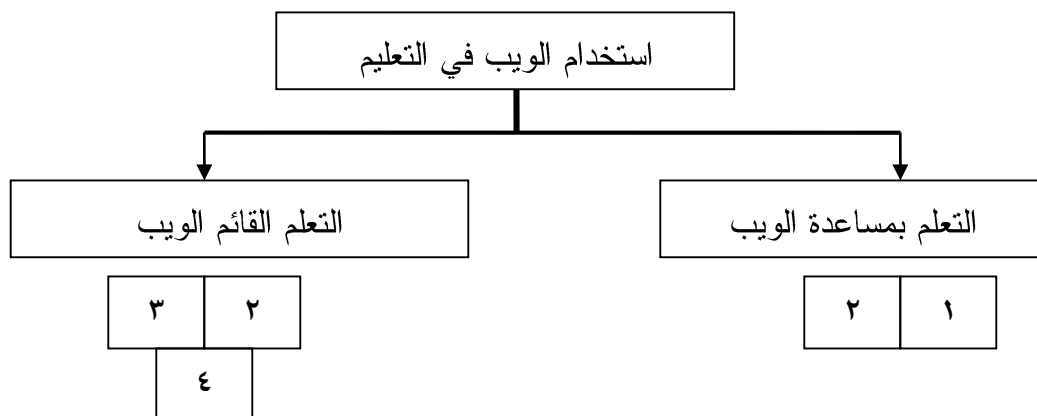 استخدام الويب في التعليم
التعلم بمساعدة الويب
التعلم القائم الويب
١ ٢
٢ ٣
٤